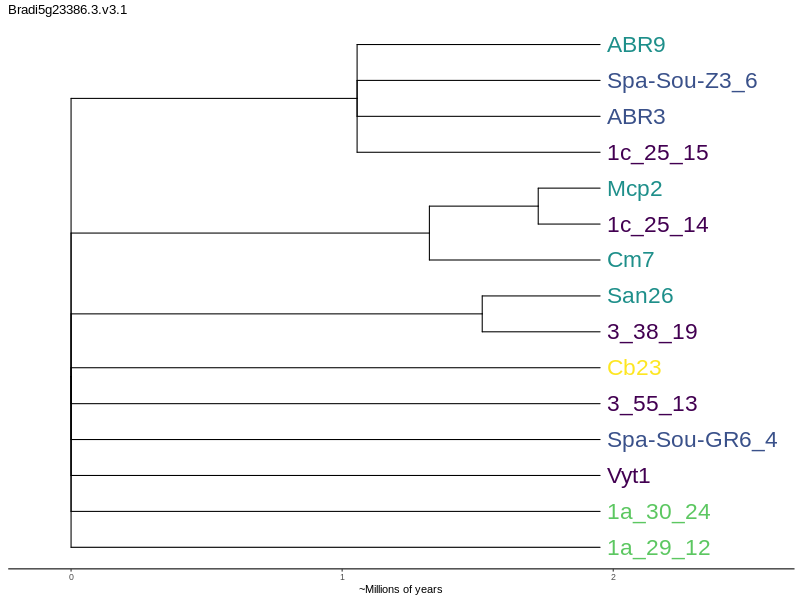 Bradi5g23386.3.v3.1
ABR9
Spa-Sou-Z3_6
ABR3
1c_25_15
Mcp2
1c_25_14
Cm7
San26
3_38_19
Cb23
3_55_13
Spa-Sou-GR6_4
Vyt1
1a_30_24
1a_29_12
0 1 2
~Millions of years